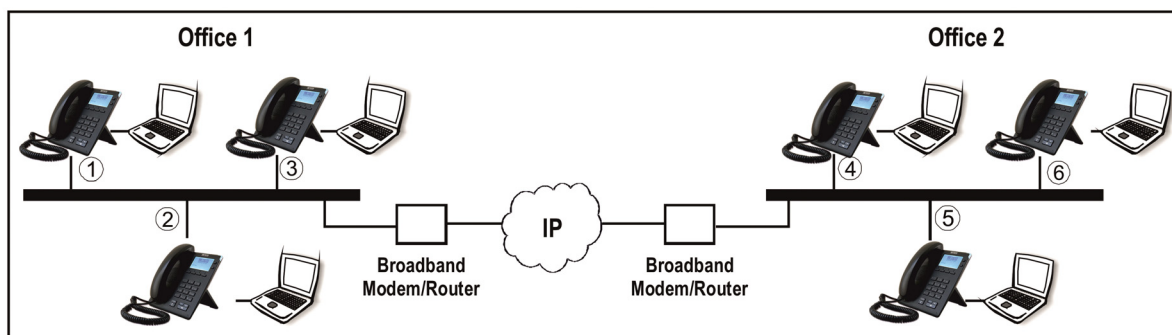 Office 1
Office 2
①
③
④
⑥
②
⑤
IP
Broadband
Modem/Router
Broadband
Modem/Router